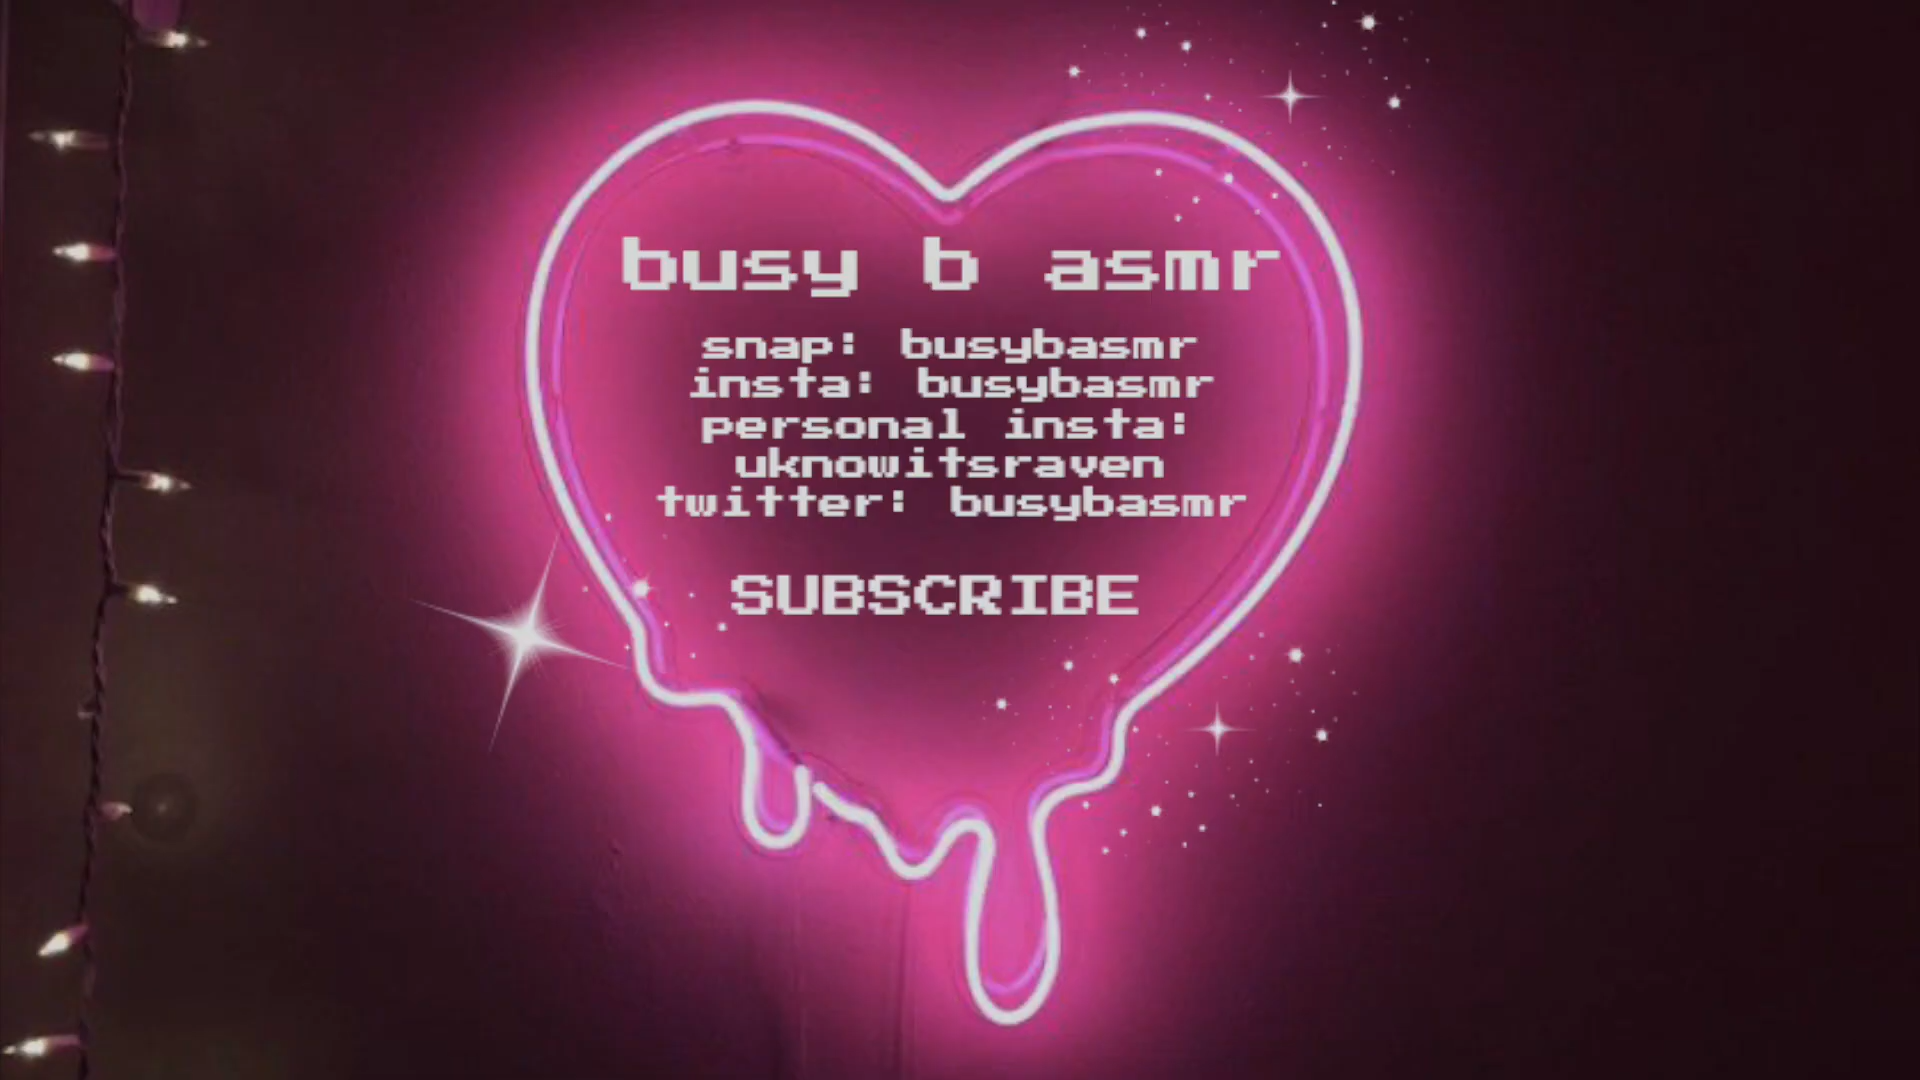 busy b asmr
snap: busybasmr
insta: busybasmr
personal insta:
uknowitsraven
twitter: busybasmr
SUBSCRIBE